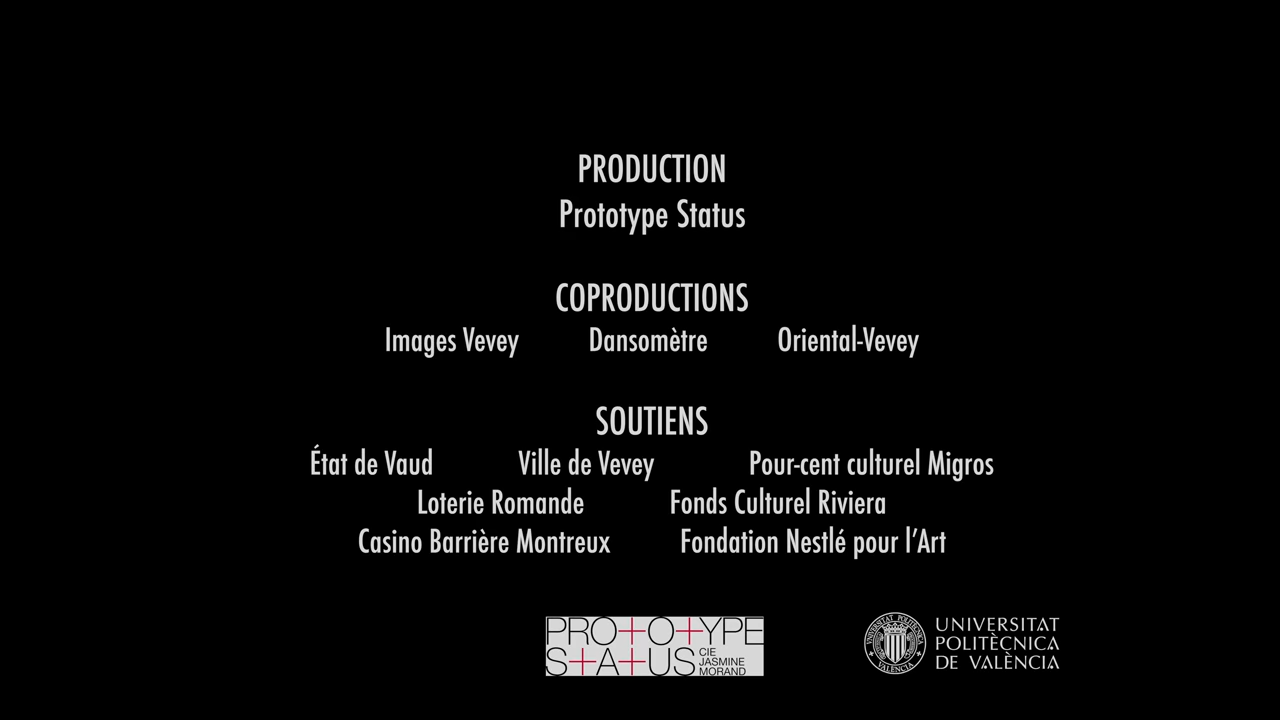 PRODUCTION
Prototype Status
COPRODUCTIONS
Images Vevey Dansomètre Oriental-Vevey
SOUTIENS
État de Vaud Ville de Vevey Pour-cent culturel Migros
Loterie Romande Fonds Culturel Riviera
Casino Barrière Montreux Fondation Nestlé pour l’Art
PROTOTYPE
STATUS
CIE
JASMINE
MORAND
UNIVERSITAT
POLITÈCNICA
DE VALÈNCIA